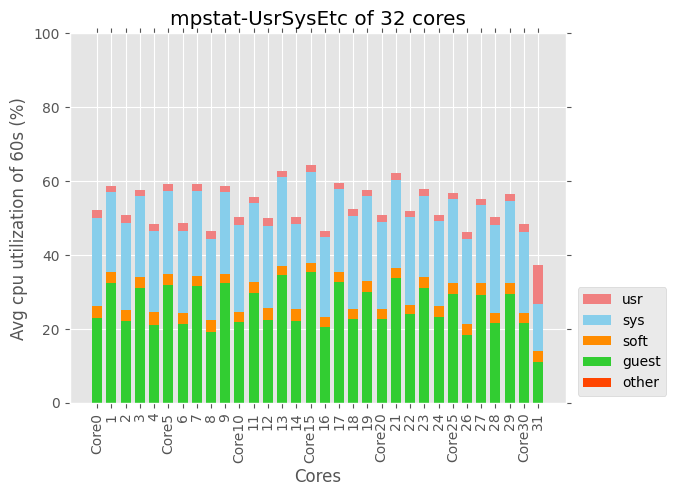 mpstat-UsrSysEtc of 32 cores
Avg cpu utilization of 60s (%)
100
80
60
40
20
0
usr
sys
soft
guest
other
Core0
1
2
3
4
Core5
6
7
8
9
Core10
11
12
13
14
Core15
16
17
18
19
Core20
21
22
23
24
Core25
26
27
28
29
Core30
31
Cores